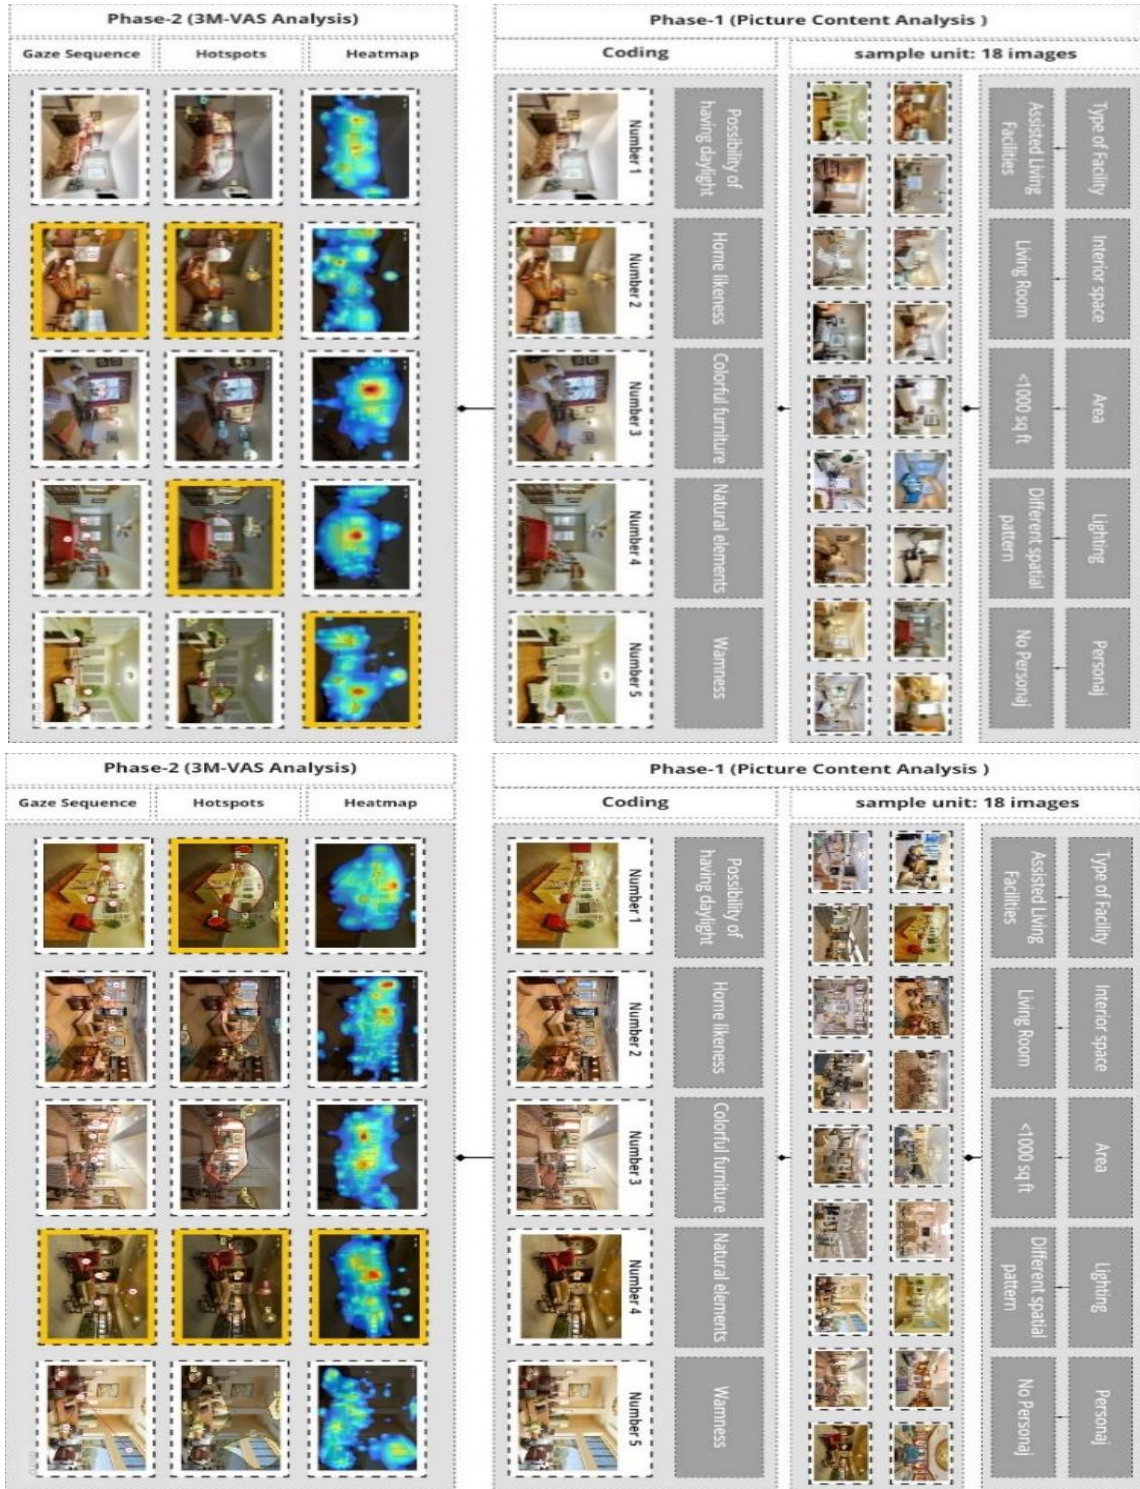 Phase-2 (3M-VAS Analysis)
Phase-1 (Picture Content Analysis )
Gaze Sequence
Hotspots
Heatmap
Coding
sample unit: 18 images
Number 1
Possibility of
having daylight
Assisted Living
Facilities
Type of Facility
Number 2
Home likeness
Living Room
Interior space
Number 3
Colorful furniture
<1000 sq ft
Area
Number 4
Natural elements
Different spatial
pattern
Lighting
Number 5
Wamness
No Personaj
Personaj
Phase-2 (3M-VAS Analysis)
Phase-1 (Picture Content Analysis )
Gaze Sequence
Hotspots
Heatmap
Coding
sample unit: 18 images
Number 1
Possibility of
having daylight
Assisted Living
Facilities
Type of Facility
Number 2
Home likeness
Living Room
Interior space
Number 3
Colorful furniture
<1000 sq ft
Area
Number 4
Natural elements
Different spatial
pattern
Lighting
Number 5
Wamness
No Personaj
Personaj